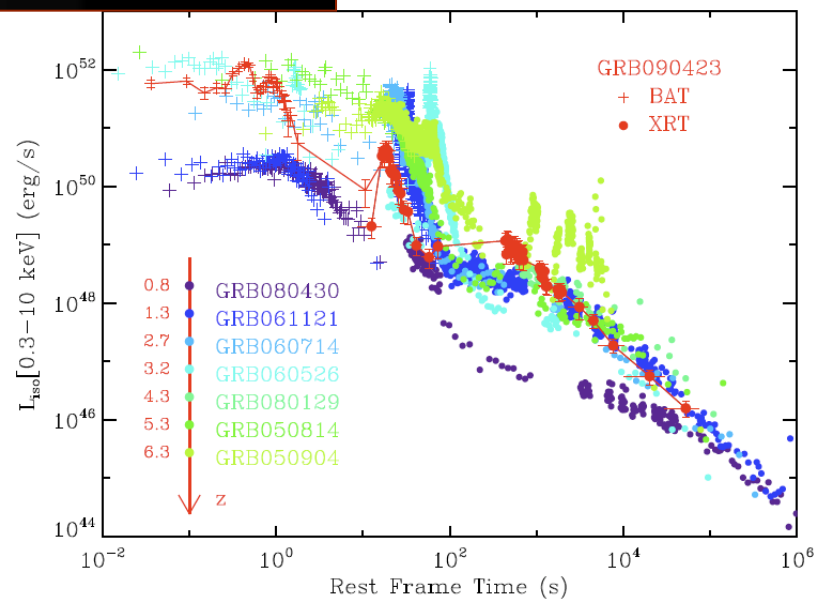 GRB090423
+ BAT
● XRT
L_iso[0.3−10 keV] (erg/s)
10^52
10^50
10^48
10^46
10^44
0.8 GRB080430
1.3 GRB061121
2.7 GRB060714
3.2 GRB060526
4.3 GRB080129
5.3 GRB050814
6.3 GRB050904
z
10^−2 10^0 10^2 10^4 10^6
Rest Frame Time (s)